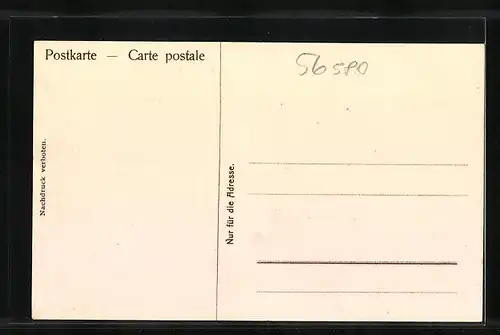 Postkarte — Carte postale
56580
Nachdruck verboten.
Nur für die Adresse.